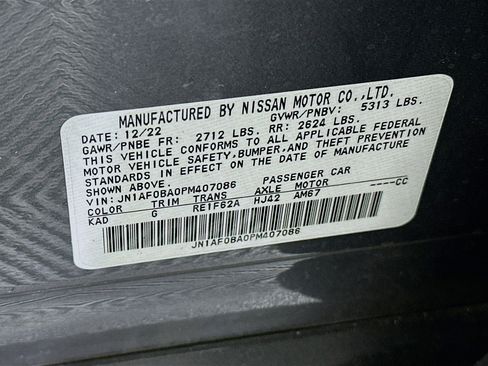 MANUFACTURED BY NISSAN MOTOR CO.,LTD.
DATE: 12/22 GVWR/PNBV: 5313 LBS.
GAWR/PNBE FR: 2712 LBS. RR: 2624 LBS.
THIS VEHICLE CONFORMS TO ALL APPLICABLE FEDERAL
MOTOR VEHICLE SAFETY,BUMPER,AND THEFT PREVENTION
STANDARDS IN EFFECT ON THE DATE OF MANUFACTURE
SHOWN ABOVE.
VIN: JN1AF0BA0PM407086 PASSENGER CAR
COLOR TRIM TRANS AXLE MOTOR ----CC
KAD G RE1F62A HJ42 AM67
JN1AF0BA0PM407086